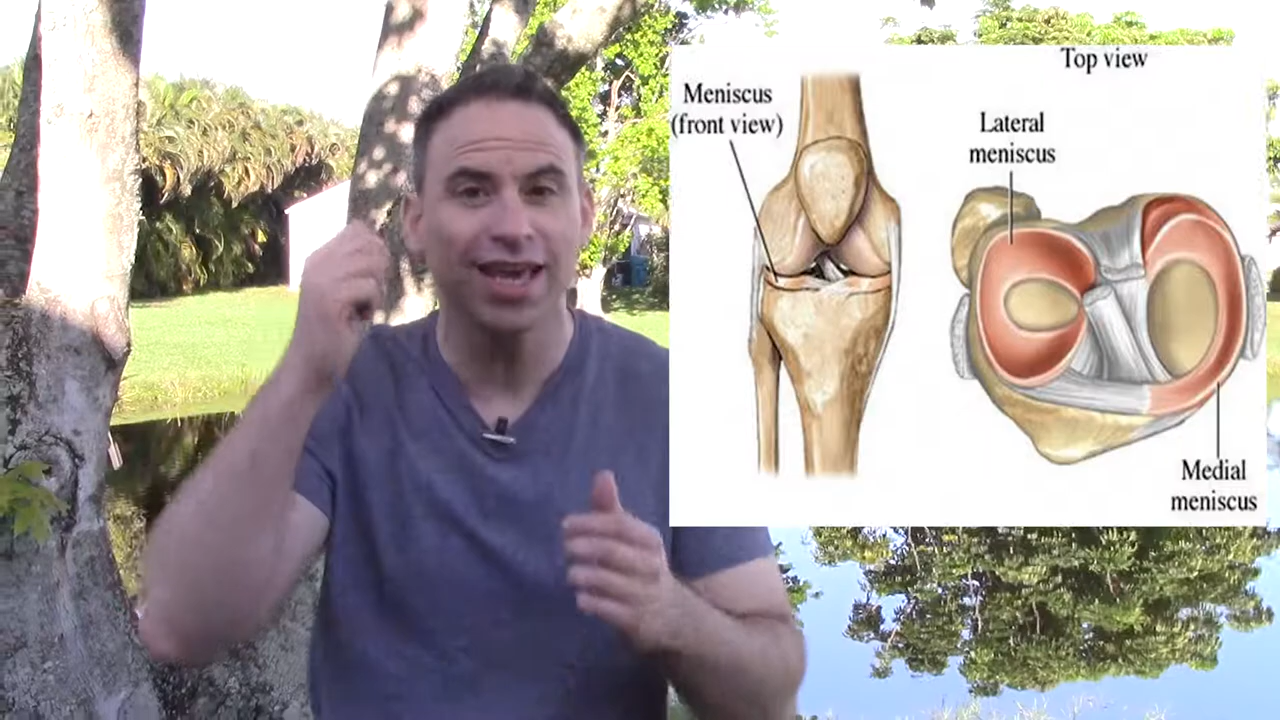 Top view
Meniscus
(front view)
Lateral
meniscus
Medial
meniscus